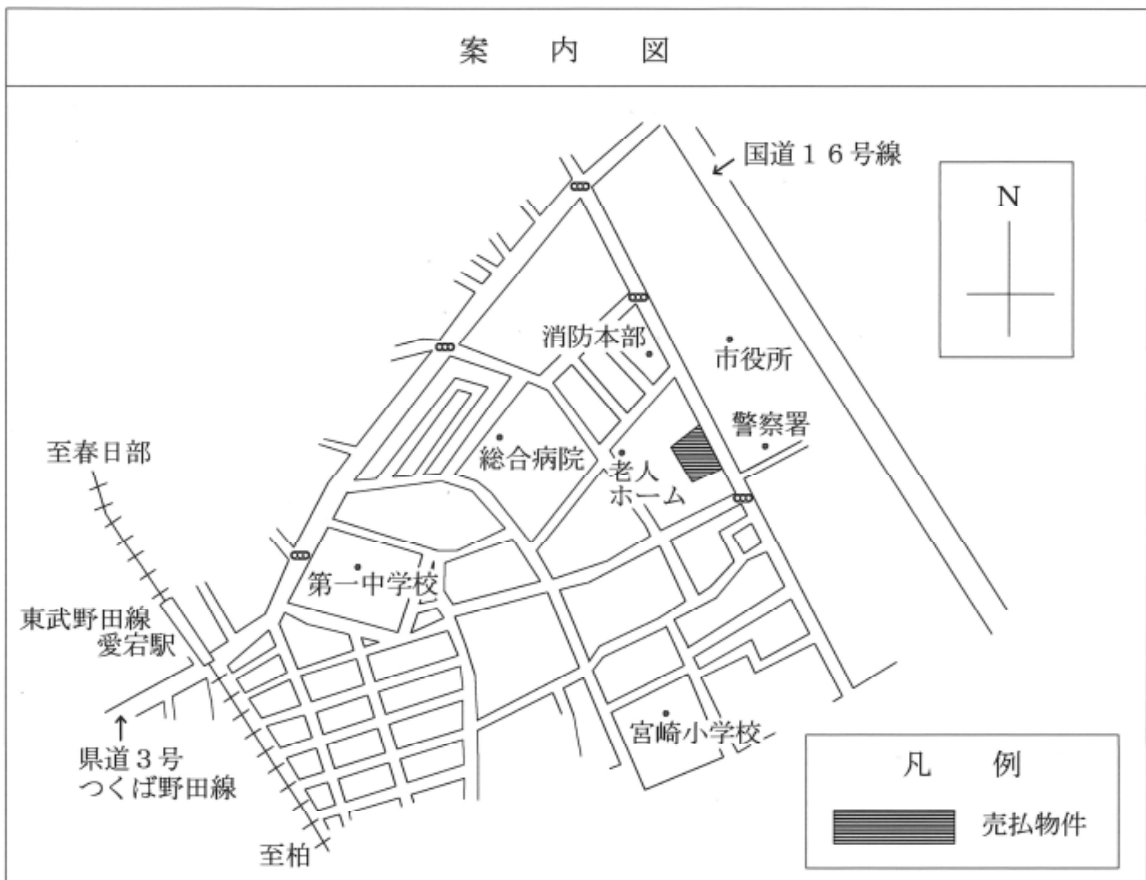 案 内 図
国道１６号線
N
消防本部
市役所
警察署
総合病院
老人
ホーム
至春日部
第一中学校
東武野田線
愛宕駅
宮崎小学校
県道３号
つくば野田線
至柏
凡 例
売払物件